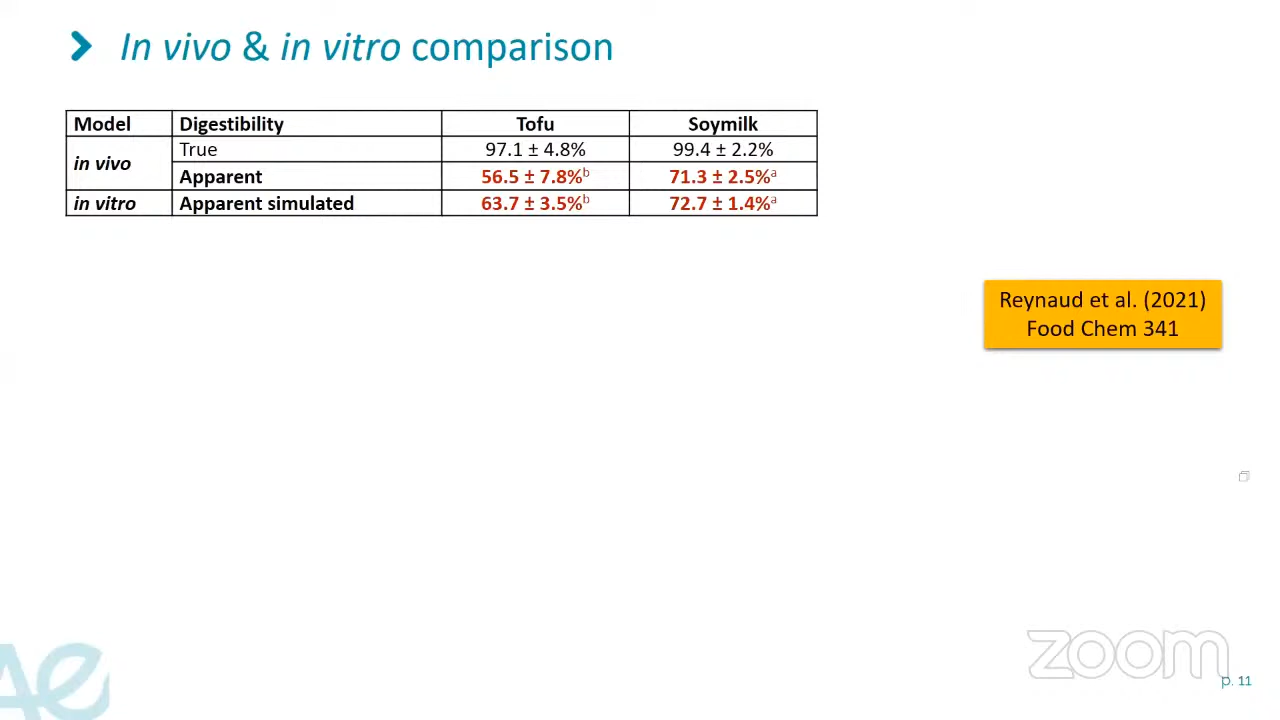 In vivo & in vitro comparison
Model Digestibility Tofu Soymilk
in vivo True 97.1 ± 4.8% 99.4 ± 2.2%
Apparent 56.5 ± 7.8%b 71.3 ± 2.5%a
in vitro Apparent simulated 63.7 ± 3.5%b 72.7 ± 1.4%a
Reynaud et al. (2021)
Food Chem 341
zoom
p. 11